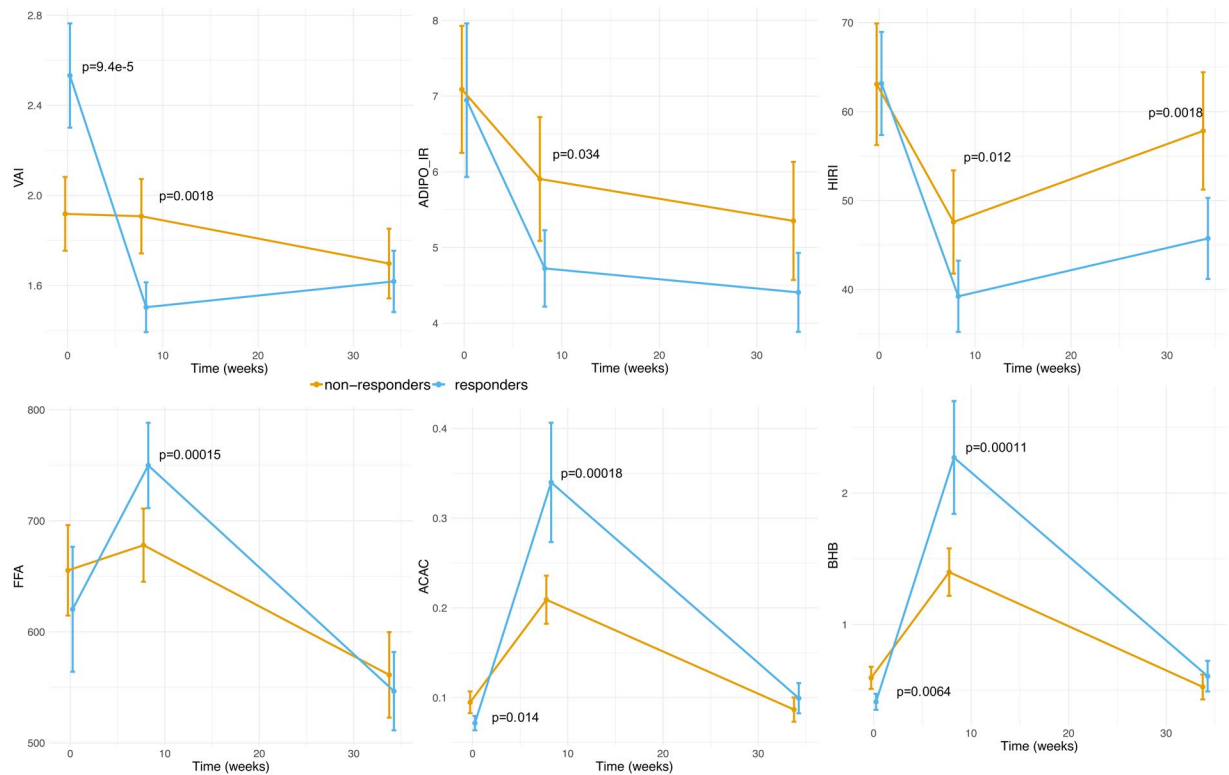 VAI
2.8
2.4
2.0
1.6
p=9.4e-5
p=0.0018
0 10 20 30
Time (weeks)
ADIPO_IR
8
7
6
5
4
p=0.034
0 10 20 30
Time (weeks)
HIRI
70
60
50
40
p=0.012
p=0.0018
0 10 20 30
Time (weeks)
non-responders responders
FFA
800
700
600
500
p=0.00015
0 10 20 30
Time (weeks)
ACAC
0.4
0.3
0.2
0.1
p=0.00018
p=0.014
0 10 20 30
Time (weeks)
BHB
2
1
p=0.00011
p=0.0064
0 10 20 30
Time (weeks)